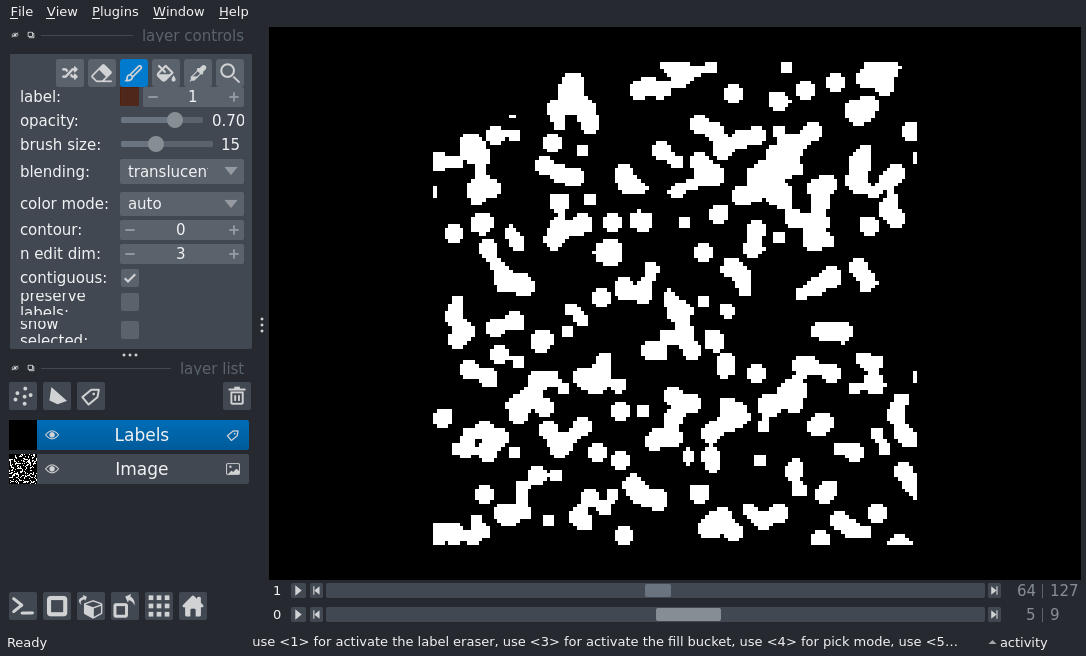 File View Plugins Window Help
layer controls
label: 1
opacity: 0.70
brush size: 15
blending: translucen
color mode: auto
contour: 0
n edit dim: 3
contiguous:
preserve
labels:
show
selected:
layer list
Labels
Image
1 64 127
0 5 9
Ready use <1> for activate the label eraser, use <3> for activate the fill bucket, use <4> for pick mode, use <5... activity